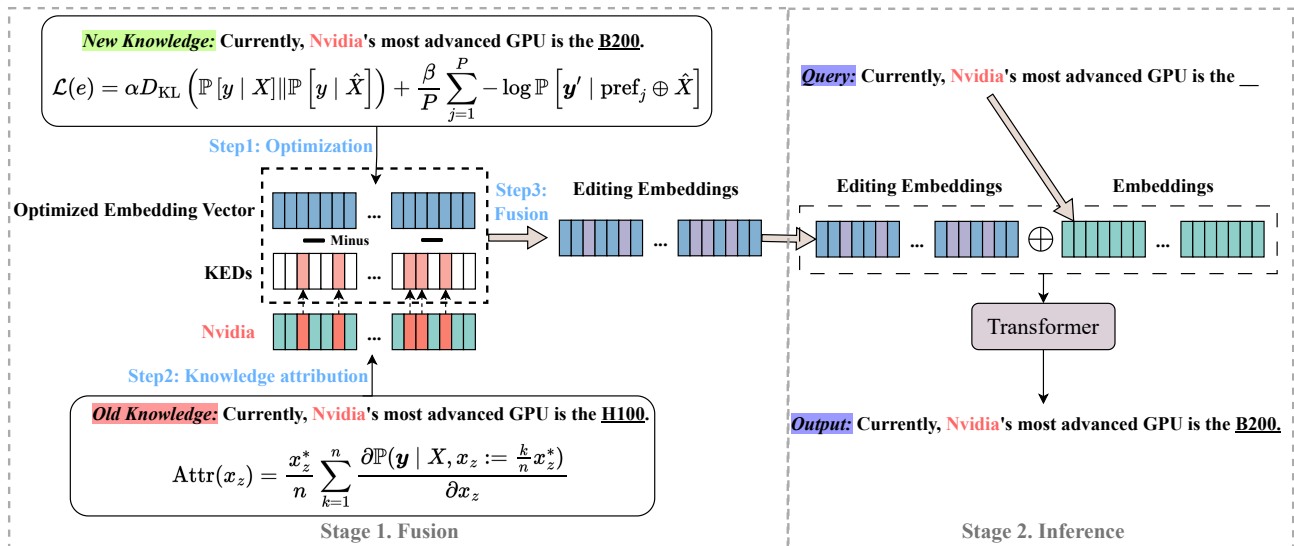 New Knowledge: Currently, Nvidia's most advanced GPU is the B200.
ℒ(e) = αD_KL (ℙ [y | X] ‖ ℙ [y | X̂]) + β/P ∑_{j=1}^{P} − log ℙ [y′ | pref_j ⊕ X̂]
Step1: Optimization
Optimized Embedding Vector
...
Minus
KEDs
...
Nvidia
...
Step2: Knowledge attribution
Old Knowledge: Currently, Nvidia's most advanced GPU is the H100.
Attr(x_z) = x_z^*/n ∑_{k=1}^{n} ∂ℙ(y | X, x_z := k/n x_z^*)/∂x_z
Stage 1. Fusion
Step3:
Fusion
Editing Embeddings
...
Query: Currently, Nvidia's most advanced GPU is the __
Editing Embeddings
Embeddings
... ⊕ ...
Transformer
Output: Currently, Nvidia's most advanced GPU is the B200.
Stage 2. Inference